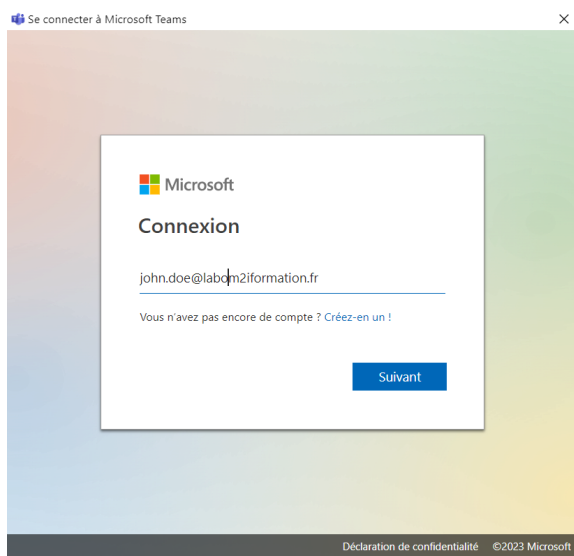 Se connecter à Microsoft Teams
Microsoft
Connexion
john.doe@labom2iformation.fr
Vous n'avez pas encore de compte ? Créez-en un !
Suivant
Déclaration de confidentialité ©2023 Microsoft